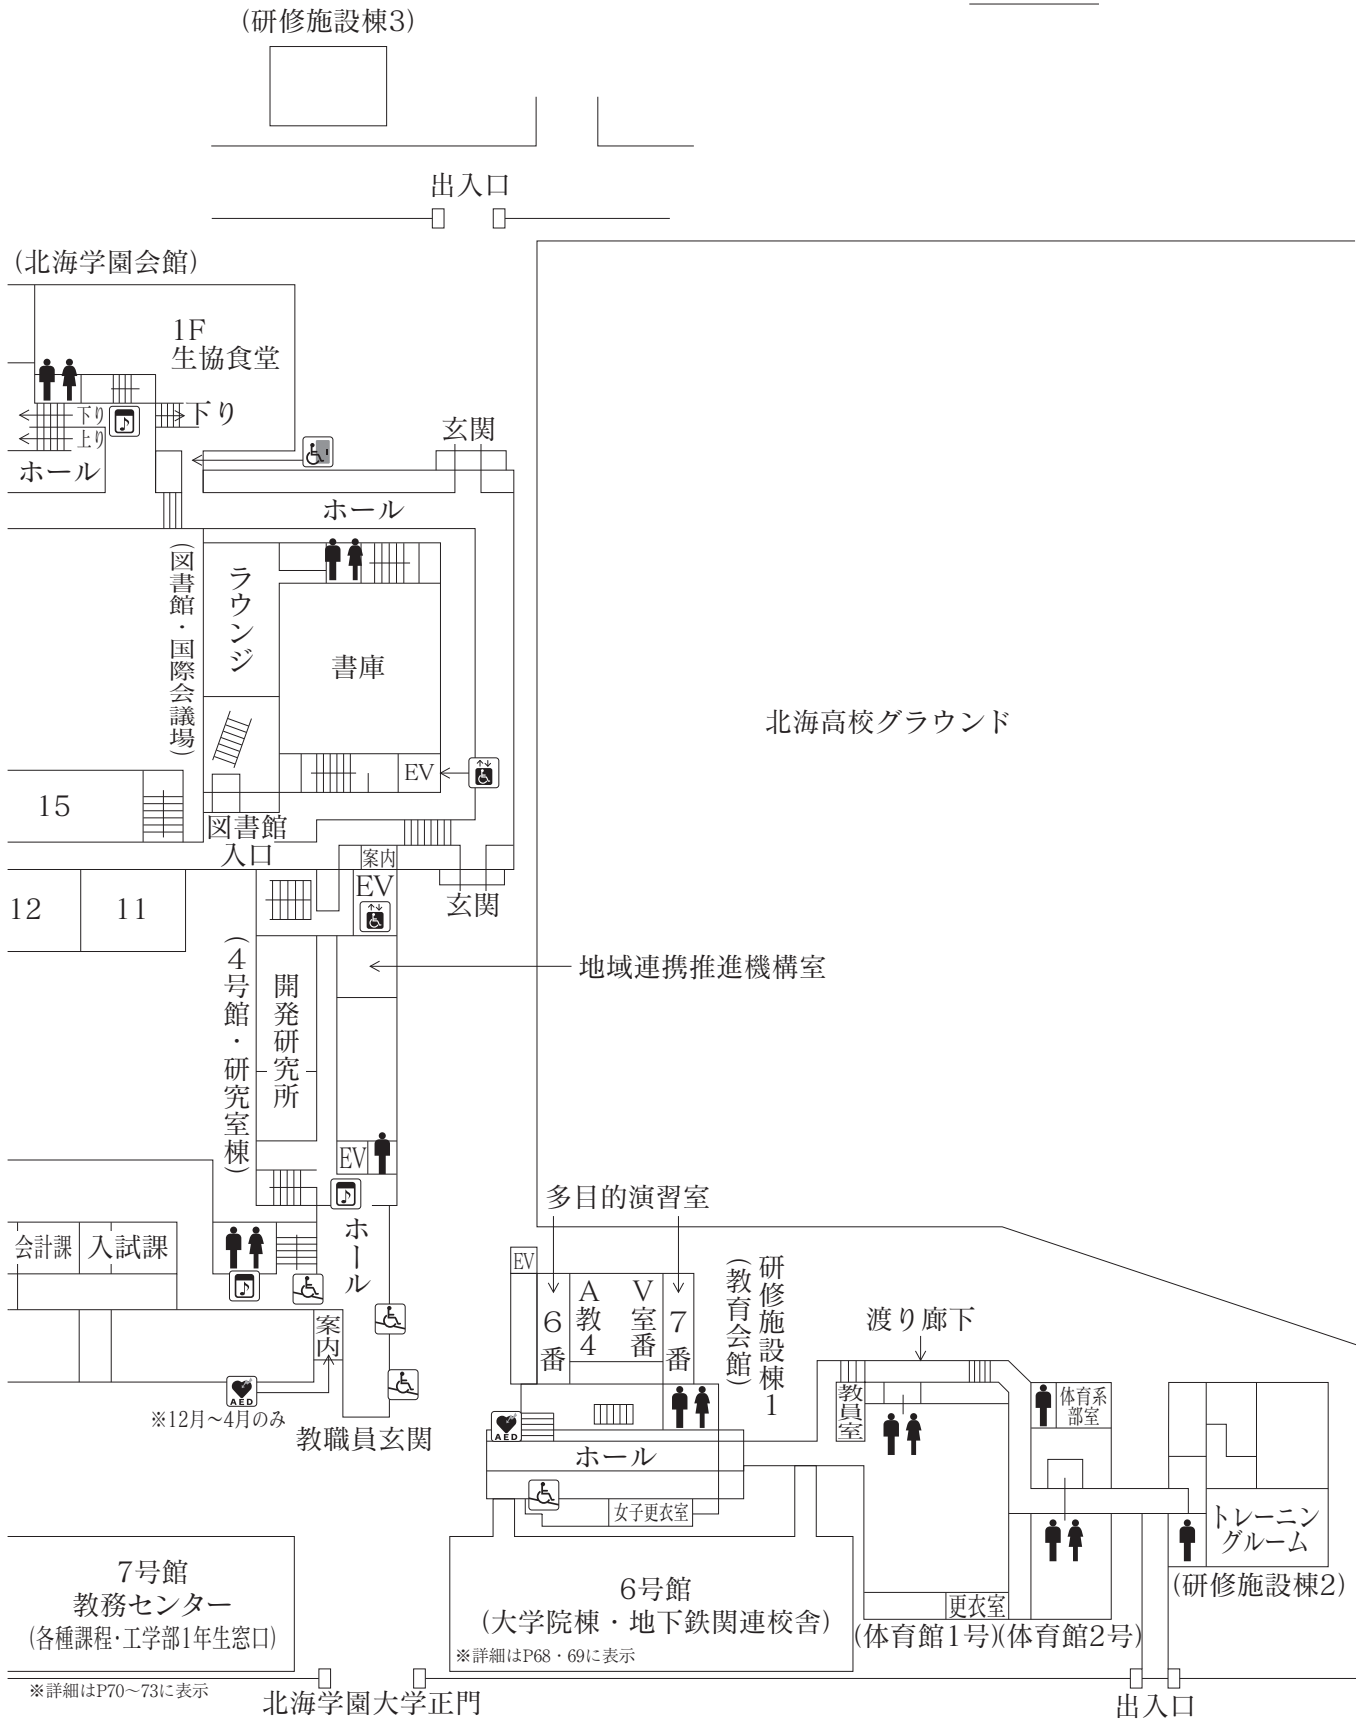 (研修施設棟3)
出入口
(北海学園会館)
1F
生協食堂
下り
上り
下り
ホール
玄関
ホール
(図書館・国際会議場)
ラウンジ
書庫
北海高校グラウンド
EV
15
図書館
入口
案内
EV
玄関
12
11
(4号館・研究室棟)
開発研究所
地域連携推進機構室
EV
ホール
会計課
入試課
案内
AED
※12月～4月のみ
教職員玄関
多目的演習室
EV
6番
A教4
V室番
7番
研修施設棟1
(教育会館)
渡り廊下
教員室
体育系
部室
AED
ホール
女子更衣室
トレーニン
グルーム
(研修施設棟2)
更衣室
(体育館1号)
(体育館2号)
7号館
教務センター
(各種課程・工学部1年生窓口)
※詳細はP70～73に表示
6号館
(大学院棟・地下鉄関連校舎)
※詳細はP68・69に表示
北海学園大学正門
出入口